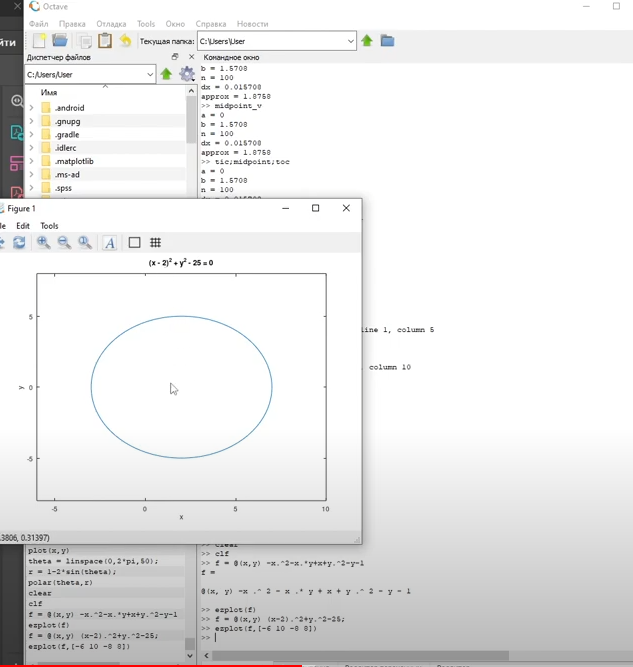 Octave
Файл Правка Отладка Tools Окно Справка Новости
йти
Текущая папка: C:\Users\User
Диспетчер файлов
Командное окно
C:/Users/User
Имя
.android
.gnupg
.gradle
.idlerc
.matplotlib
.ms-ad
.spss
b = 1.5708
n = 100
dx = 0.015708
approx = 1.8758
>> midpoint_v
a = 0
b = 1.5708
n = 100
dx = 0.015708
approx = 1.8758
>> tic;midpoint;toc
a = 0
b = 1.5708
n = 100
Figure 1
le Edit Tools
(x - 2)² + y² - 25 = 0
5
y 0
-5
-5 0 5 10
x
.3806, 0.31397)
line 1, column 5
, column 10
plot(x,y)
theta = linspace(0,2*pi,50);
r = 1-2*sin(theta);
polar(theta,r)
clear
clf
f = @(x,y) -x.^2-x.*y+x+y.^2-y-1
ezplot(f)
f = @(x,y) (x-2).^2+y.^2-25;
ezplot(f,[-6 10 -8 8])
>> clear
>> clf
>> f = @(x,y) -x.^2-x.*y+x+y.^2-y-1
f =
@(x, y) -x .^ 2 - x .* y + x + y .^ 2 - y - 1
>> ezplot(f)
>> f = @(x,y) (x-2).^2+y.^2-25;
>> ezplot(f,[-6 10 -8 8])
>>